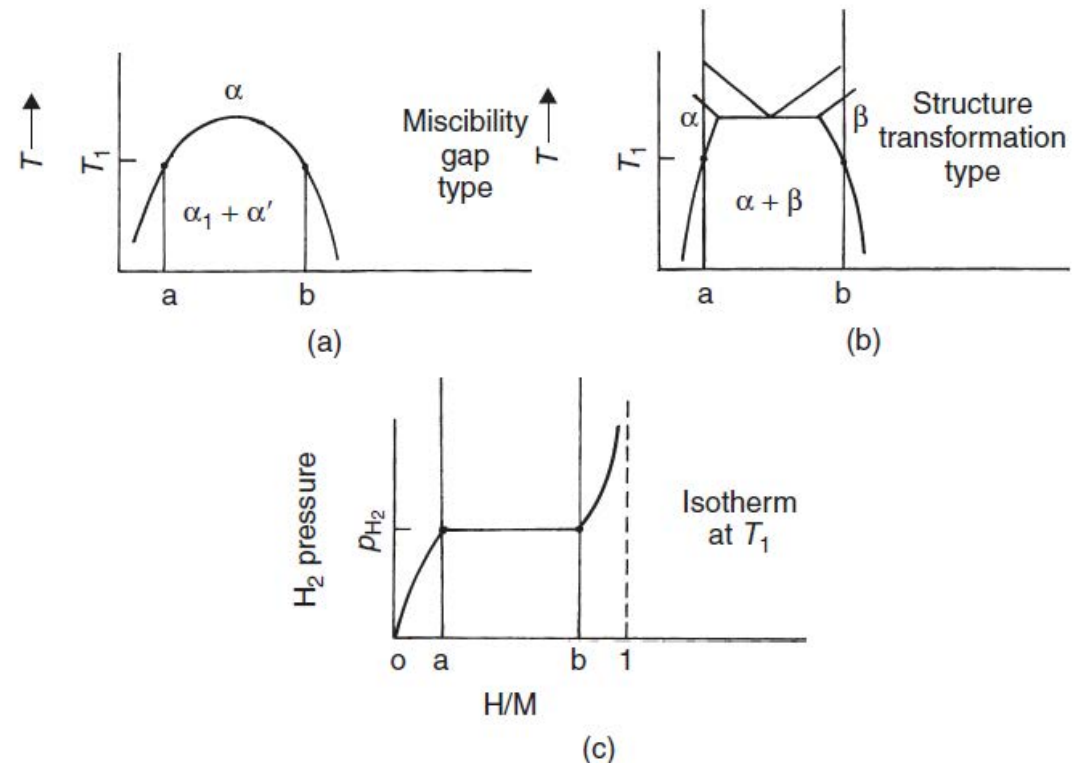 T
T₁
α
α₁ + α′
Miscibility
gap
type
a
b
(a)
T
T₁
α
β
α + β
Structure
transformation
type
a
b
(b)
H₂ pressure
pH₂
Isotherm
at T₁
o
a
b
1
H/M
(c)